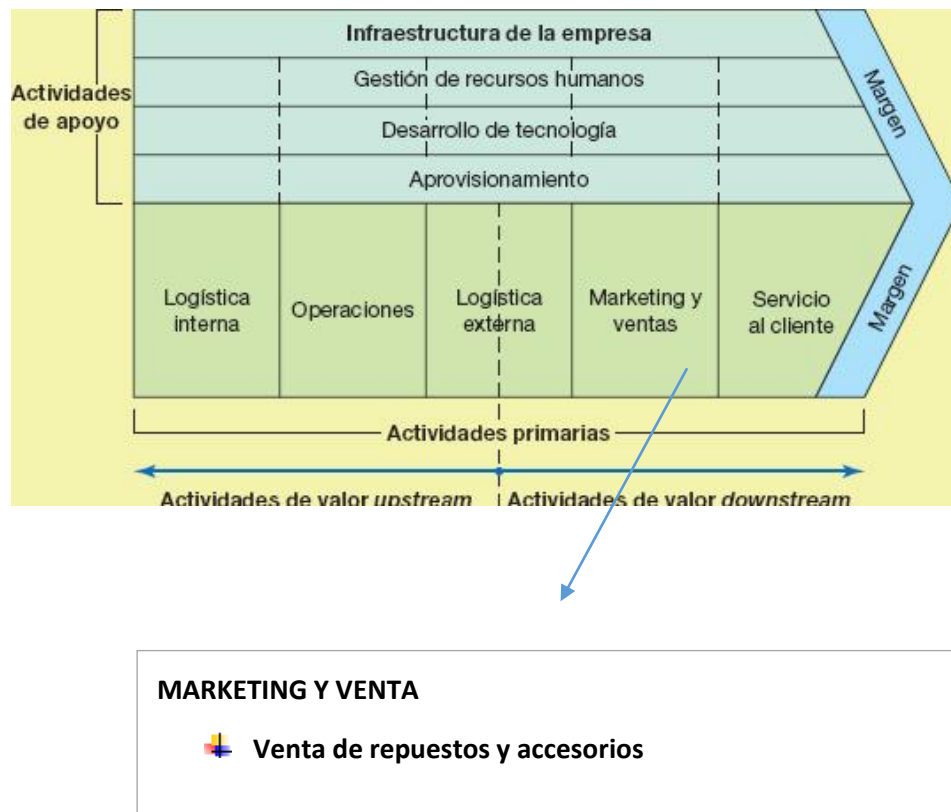 Infraestructura de la empresa
Gestión de recursos humanos
Desarrollo de tecnología
Aprovisionamiento
Actividades
de apoyo
Margen
Logística
interna
Operaciones
Logística
externa
Marketing y
ventas
Servicio
al cliente
Margen
Actividades primarias
Actividades de valor upstream
Actividades de valor downstream
MARKETING Y VENTA
Venta de repuestos y accesorios